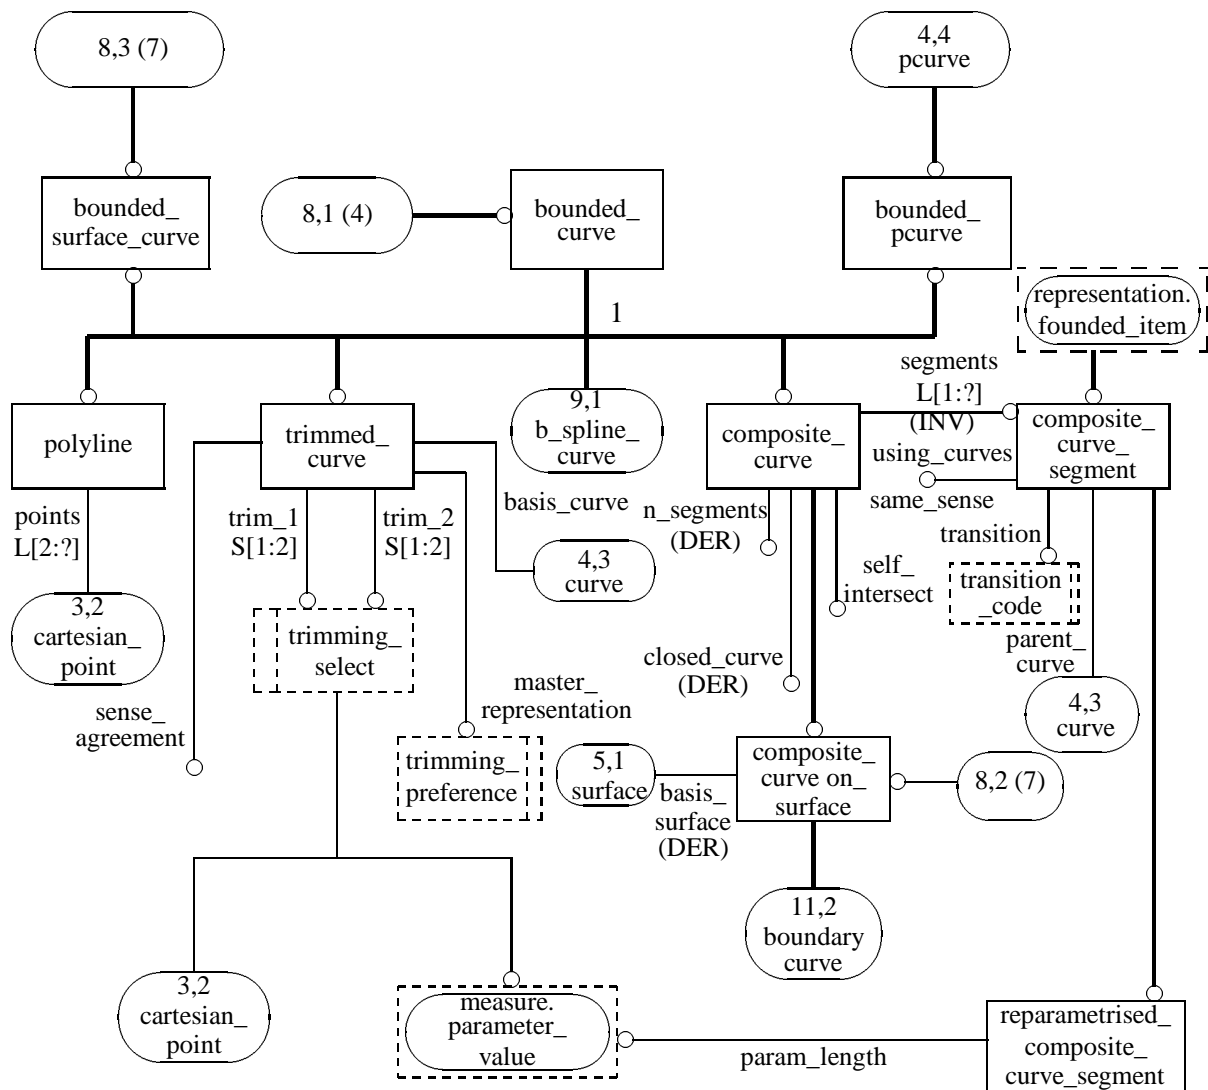 8,3 (7)
4,4
pcurve
bounded_
surface_curve
8,1 (4)
bounded_
curve
bounded_
pcurve
1
representation.
founded_item
segments
L[1:?]
(INV)
using_curves
polyline
trimmed_
curve
9,1
b_spline_
curve
composite_
curve
composite_
curve_
segment
same_sense
points
L[2:?]
trim_1
S[1:2]
trim_2
S[1:2]
basis_curve
n_segments
(DER)
transition
4,3
curve
self_
intersect
transition
_code
3,2
cartesian_
point
trimming_
select
closed_curve
(DER)
parent_
curve
4,3
curve
sense_
agreement
master_
representation
trimming_
preference
5,1
surface
basis_
surface
(DER)
composite_
curve on_
surface
8,2 (7)
11,2
boundary
curve
3,2
cartesian_
point
measure.
parameter_
value
param_length
reparametrised_
composite_
curve_segment